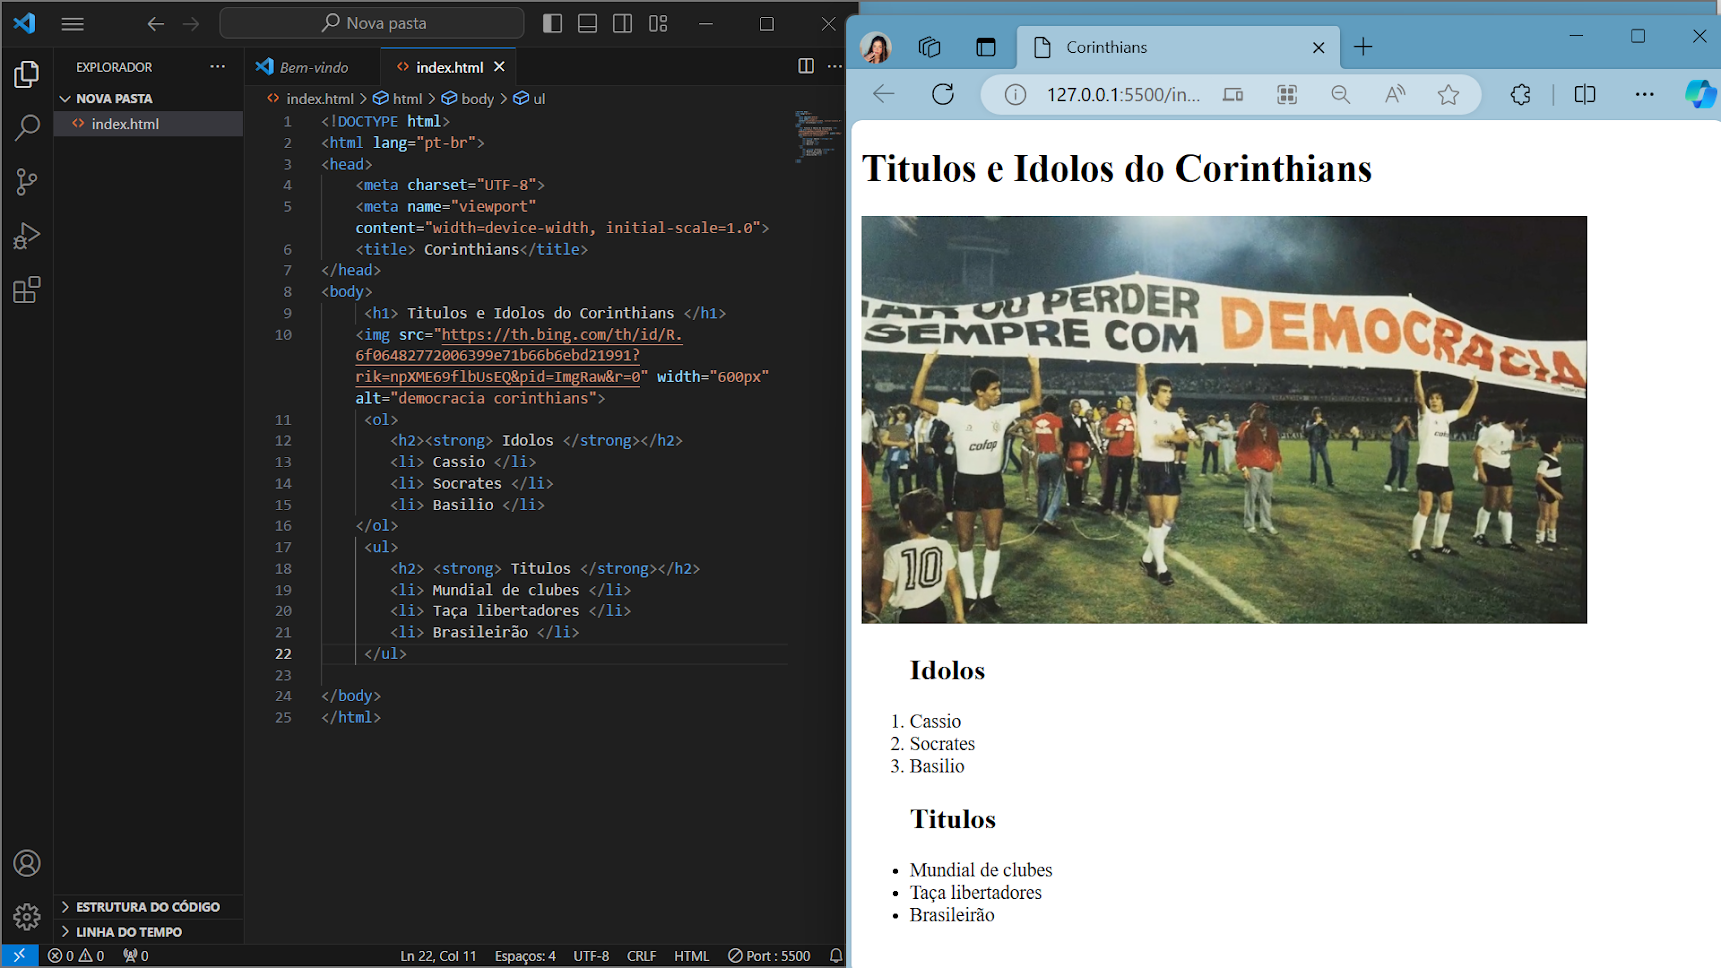 Nova pasta
EXPLORADOR
Bem-vindo
index.html
NOVA PASTA
index.html
index.html > html > body > ul
1 <!DOCTYPE html>
2 <html lang="pt-br">
3 <head>
4 <meta charset="UTF-8">
5 <meta name="viewport"
content="width=device-width, initial-scale=1.0">
6 <title> Corinthians</title>
7 </head>
8 <body>
9 <h1> Titulos e Idolos do Corinthians </h1>
10 <img src="https://th.bing.com/th/id/R.
6f06482772006399e71b66b6ebd21991?
rik=npXME69flbUsEQ&pid=ImgRaw&r=0" width="600px"
alt="democracia corinthians">
11 <ol>
12 <h2><strong> Idolos </strong></h2>
13 <li> Cassio </li>
14 <li> Socrates </li>
15 <li> Basilio </li>
16 </ol>
17 <ul>
18 <h2> <strong> Titulos </strong></h2>
19 <li> Mundial de clubes </li>
20 <li> Taça libertadores </li>
21 <li> Brasileirão </li>
22 </ul>
23
24 </body>
25 </html>
ESTRUTURA DO CÓDIGO
LINHA DO TEMPO
0 0 0 Ln 22, Col 11 Espaços: 4 UTF-8 CRLF HTML Port : 5500
Corinthians
127.0.0.1:5500/in...
Titulos e Idolos do Corinthians
OU PERDER
SEMPRE COM
DEMOCRACIA
cofap
10
Idolos
1. Cassio
2. Socrates
3. Basilio
Titulos
• Mundial de clubes
• Taça libertadores
• Brasileirão